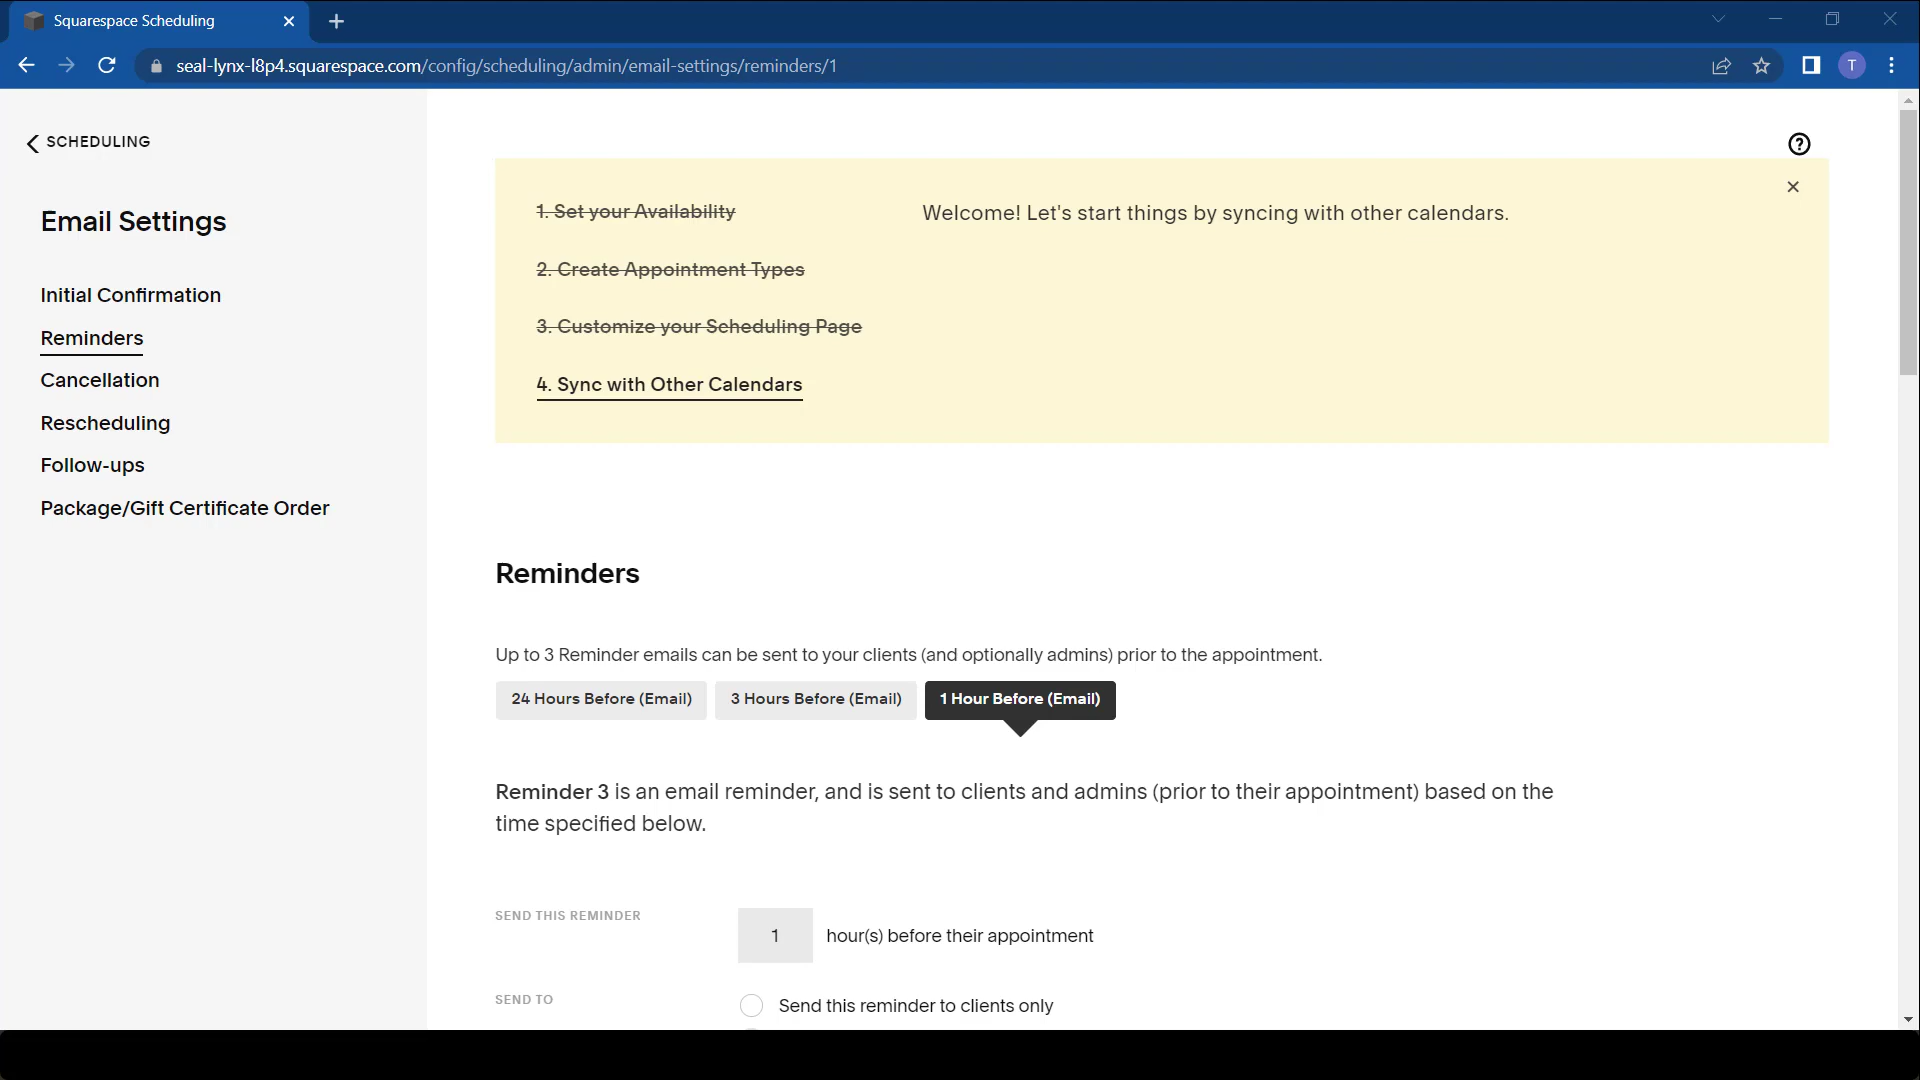 Squarespace Scheduling
seal-lynx-l8p4.squarespace.com/config/scheduling/admin/email-settings/reminders/1
T
SCHEDULING
Email Settings
Initial Confirmation
Reminders
Cancellation
Rescheduling
Follow-ups
Package/Gift Certificate Order
1. Set your Availability
2. Create Appointment Types
3. Customize your Scheduling Page
4. Sync with Other Calendars
Welcome! Let's start things by syncing with other calendars.
Reminders
Up to 3 Reminder emails can be sent to your clients (and optionally admins) prior to the appointment.
24 Hours Before (Email)
3 Hours Before (Email)
1 Hour Before (Email)
Reminder 3 is an email reminder, and is sent to clients and admins (prior to their appointment) based on the
time specified below.
SEND THIS REMINDER
1
hour(s) before their appointment
SEND TO
Send this reminder to clients only